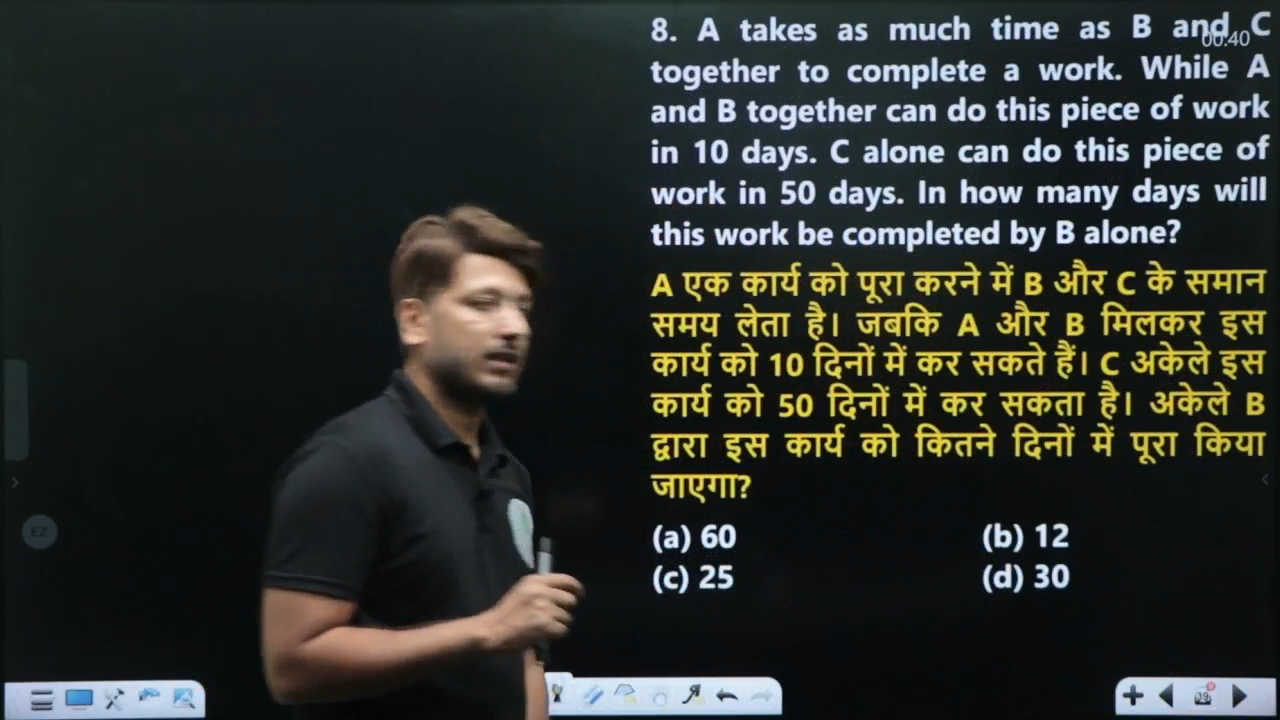 8. A takes as much time as B and C
00:40
together to complete a work. While A
and B together can do this piece of work
in 10 days. C alone can do this piece of
work in 50 days. In how many days will
this work be completed by B alone?
A एक कार्य को पूरा करने में B और C के समान
समय लेता है। जबकि A और B मिलकर इस
कार्य को 10 दिनों में कर सकते हैं। C अकेले इस
कार्य को 50 दिनों में कर सकता है। अकेले B
द्वारा इस कार्य को कितने दिनों में पूरा किया
जाएगा?
(a) 60 (b) 12
(c) 25 (d) 30
EZ
39